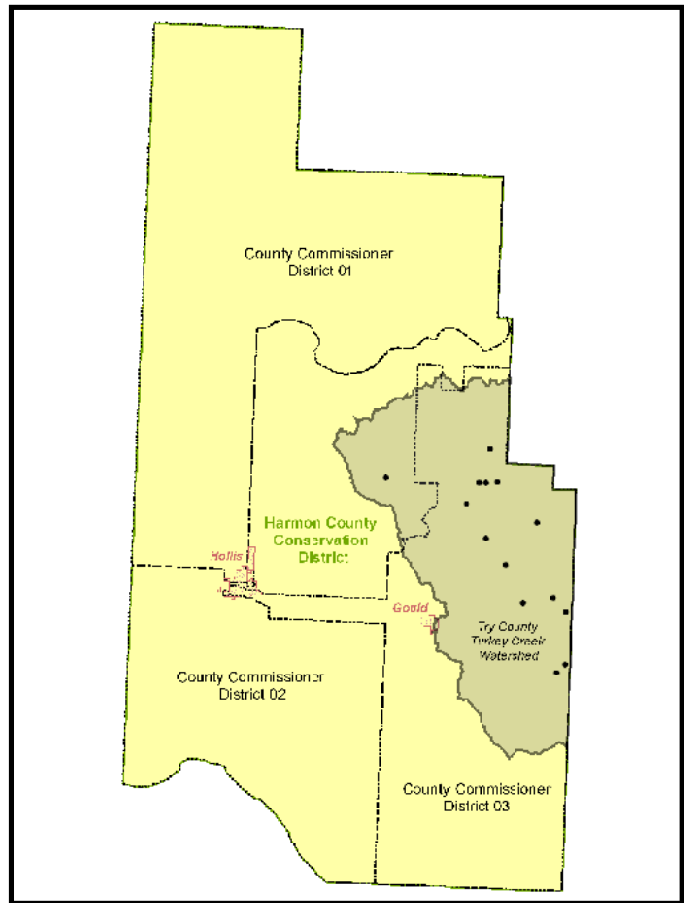 County Commissioner
District 01
Harmon County
Conservation
District
Hollis
Gould
Try County
Turkey Creek
Watershed
County Commissioner
District 02
County Commissioner
District 03